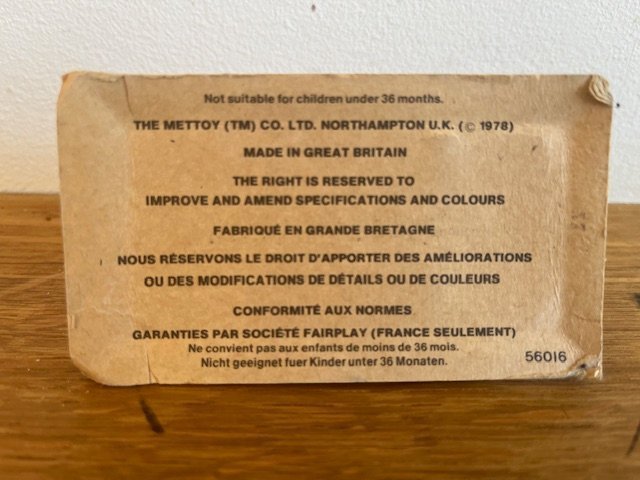 Not suitable for children under 36 months.
THE METTOY (TM) CO. LTD. NORTHAMPTON U.K. (© 1978)
MADE IN GREAT BRITAIN
THE RIGHT IS RESERVED TO
IMPROVE AND AMEND SPECIFICATIONS AND COLOURS
FABRIQUÉ EN GRANDE BRETAGNE
NOUS RÉSERVONS LE DROIT D'APPORTER DES AMÉLIORATIONS
OU DES MODIFICATIONS DE DÉTAILS OU DE COULEURS
CONFORMITÉ AUX NORMES
GARANTIES PAR SOCIÉTÉ FAIRPLAY (FRANCE SEULEMENT)
Ne convient pas aux enfants de moins de 36 mois.
Nicht geeignet fuer Kinder unter 36 Monaten.
56016